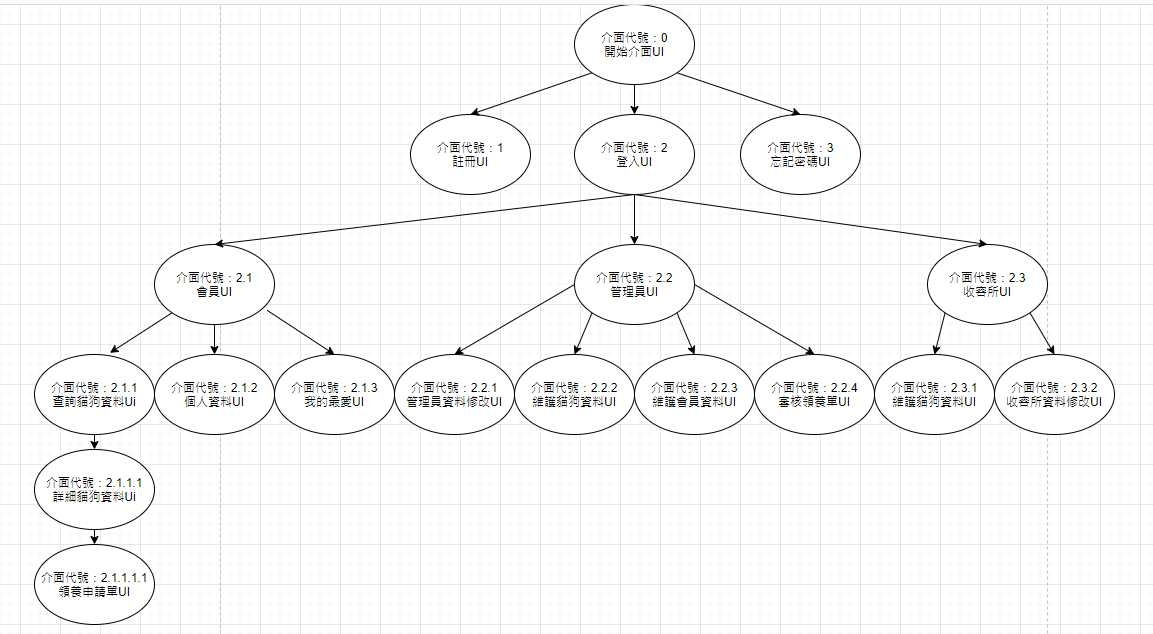 介面代號：0
開始介面UI
介面代號：1
註冊UI
介面代號：2
登入UI
介面代號：3
忘記密碼UI
介面代號：2.1
會員UI
介面代號：2.2
管理員UI
介面代號：2.3
收容所UI
介面代號：2.1.1
查詢貓狗資料Ui
介面代號：2.1.2
個人資料UI
介面代號：2.1.3
我的最愛UI
介面代號：2.2.1
管理員資料修改UI
介面代號：2.2.2
維護貓狗資料UI
介面代號：2.2.3
維護會員資料UI
介面代號：2.2.4
審核領養單UI
介面代號：2.3.1
維護貓狗資料UI
介面代號：2.3.2
收容所資料修改UI
介面代號：2.1.1.1
詳細貓狗資料Ui
介面代號：2.1.1.1.1
領養申請單UI